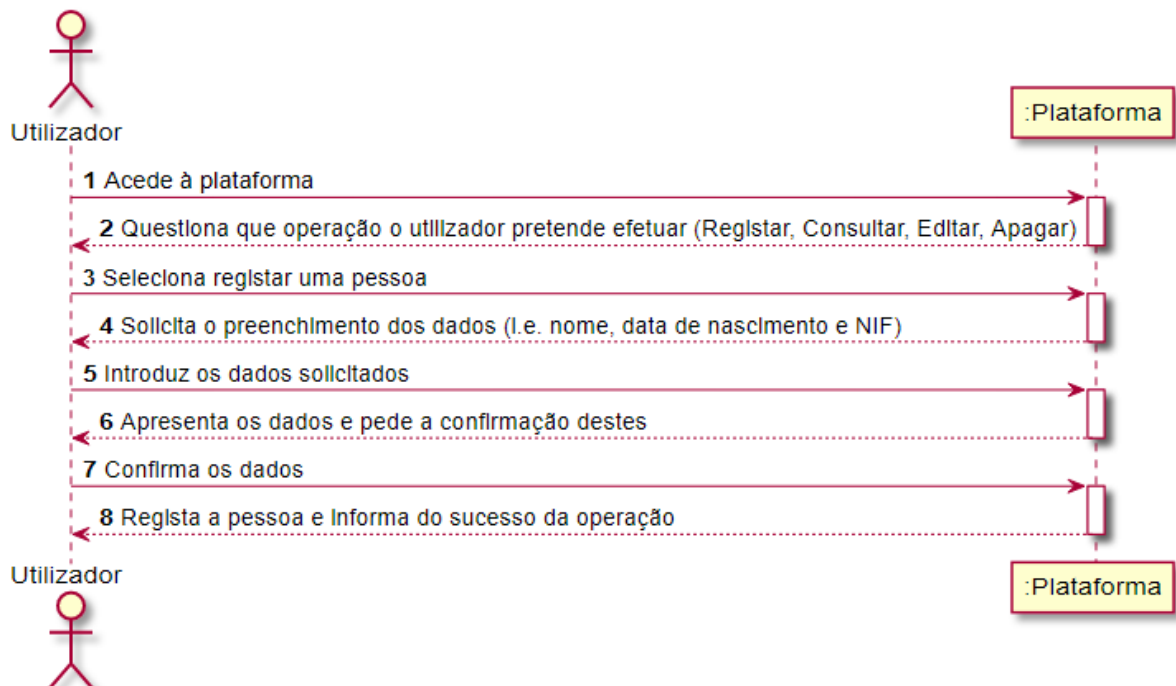 Utilizador
:Plataforma
1 Acede à plataforma
2 Questiona que operação o utilizador pretende efetuar (Registar, Consultar, Editar, Apagar)
3 Seleciona registar uma pessoa
4 Solicita o preenchimento dos dados (i.e. nome, data de nascimento e NIF)
5 Introduz os dados solicitados
6 Apresenta os dados e pede a confirmação destes
7 Confirma os dados
8 Regista a pessoa e informa do sucesso da operação
Utilizador
:Plataforma